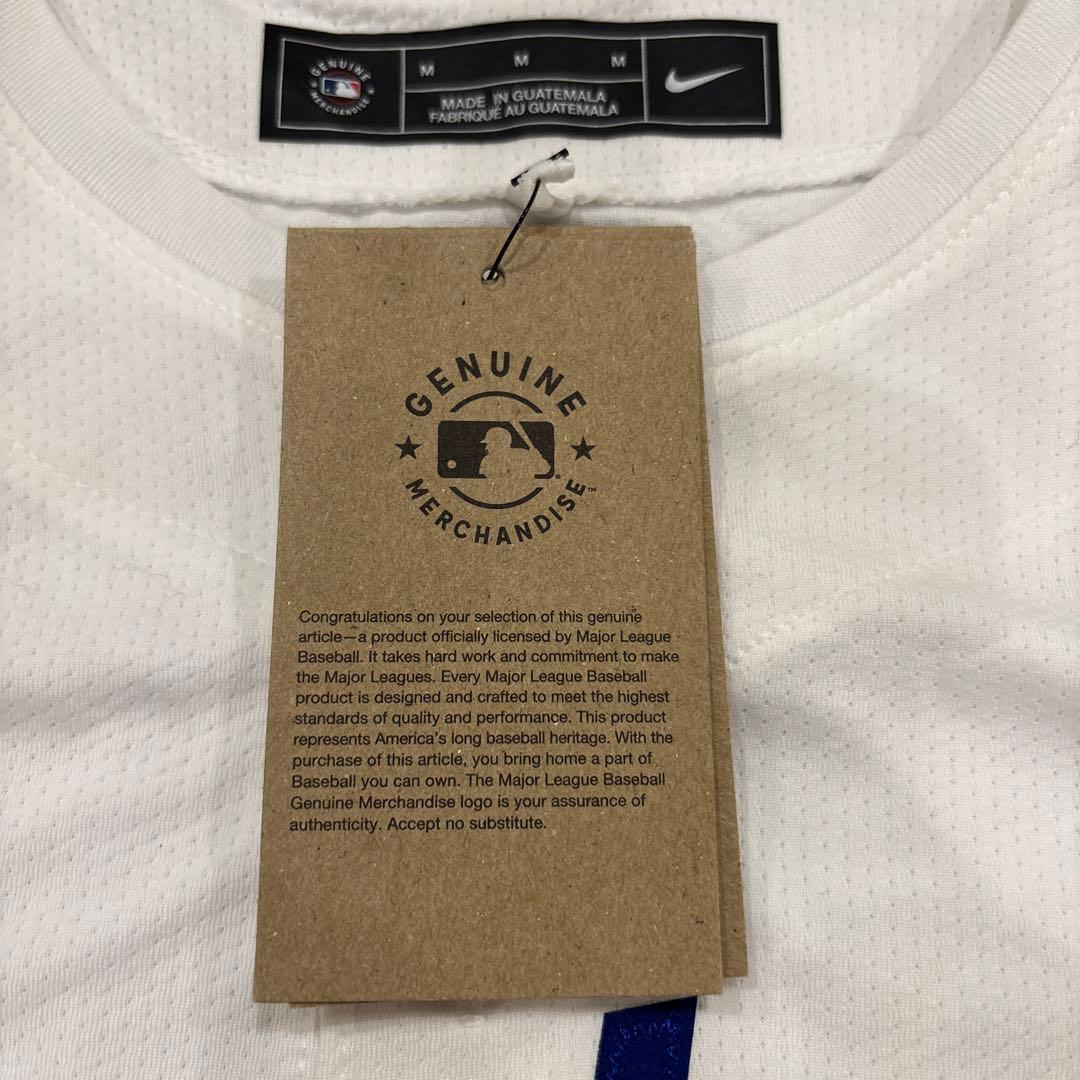 GENUINE
MERCHANDISE
M M M
MADE IN GUATEMALA
FABRIQUÉ AU GUATEMALA
GENUINE
MERCHANDISE™
Congratulations on your selection of this genuine
article—a product officially licensed by Major League
Baseball. It takes hard work and commitment to make
the Major Leagues. Every Major League Baseball
product is designed and crafted to meet the highest
standards of quality and performance. This product
represents America's long baseball heritage. With the
purchase of this article, you bring home a part of
Baseball you can own. The Major League Baseball
Genuine Merchandise logo is your assurance of
authenticity. Accept no substitute.